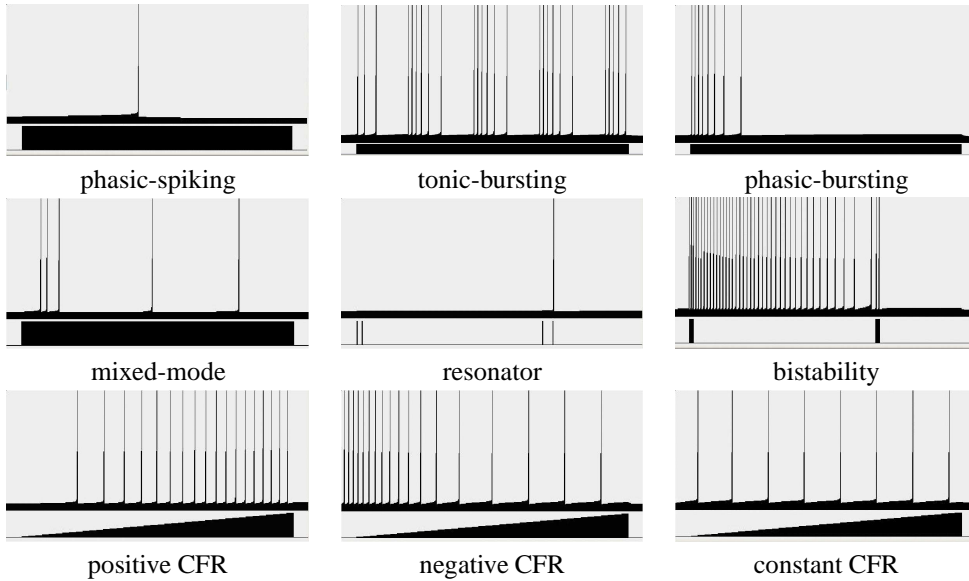 phasic-spiking
tonic-bursting
phasic-bursting
mixed-mode
resonator
bistability
positive CFR
negative CFR
constant CFR